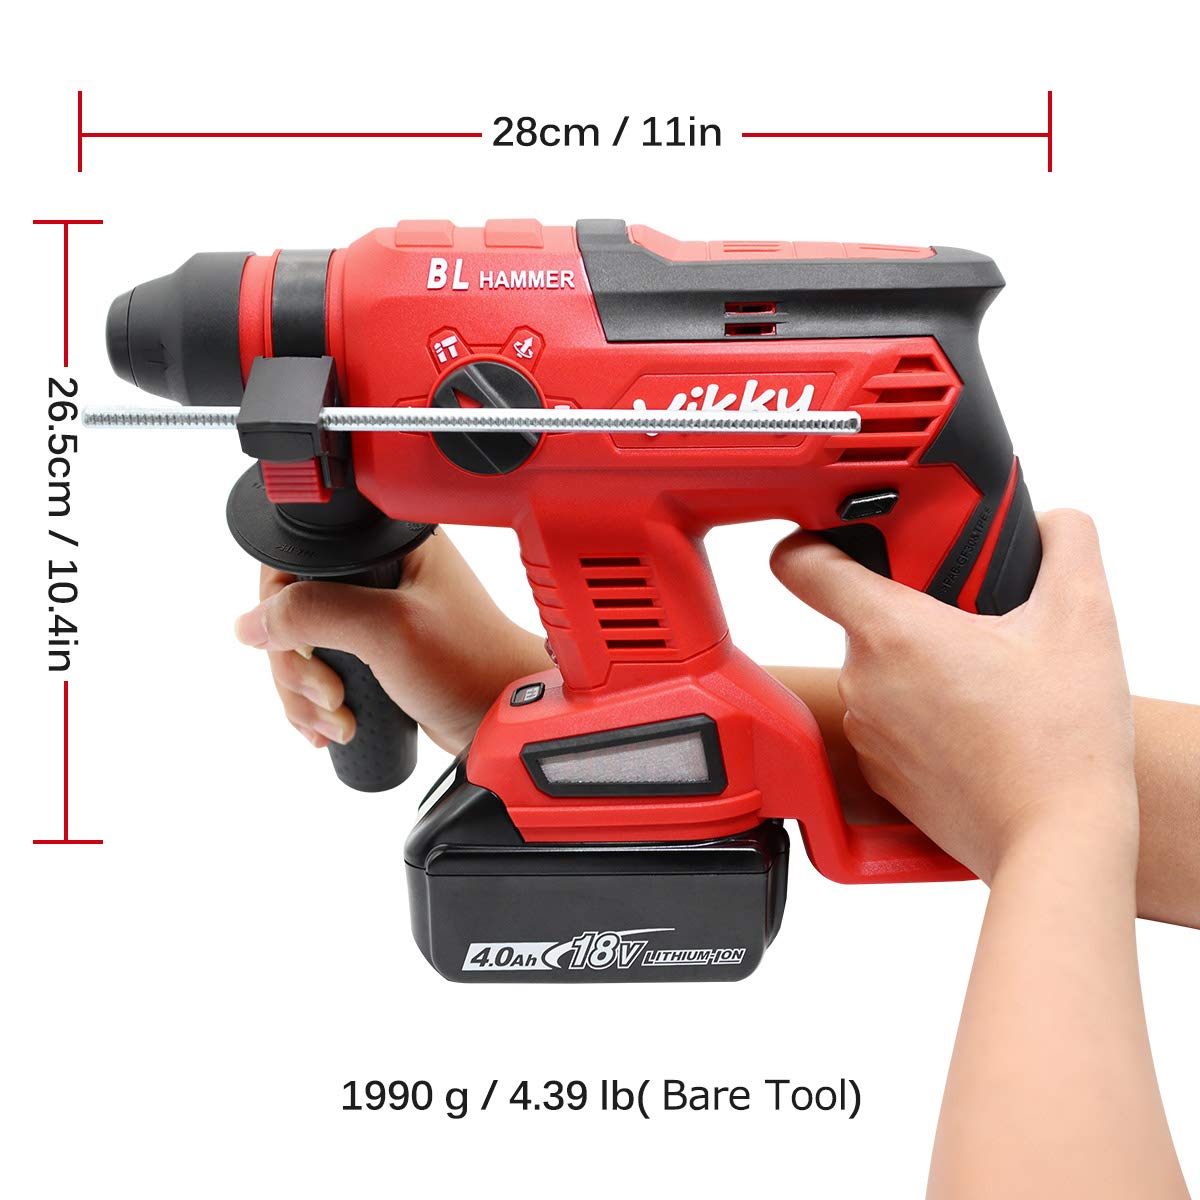 28cm / 11in
26.5cm / 10.4in
BL HAMMER
Vikky
4.0Ah 18V LITHIUM-ION
1990 g / 4.39 lb( Bare Tool)